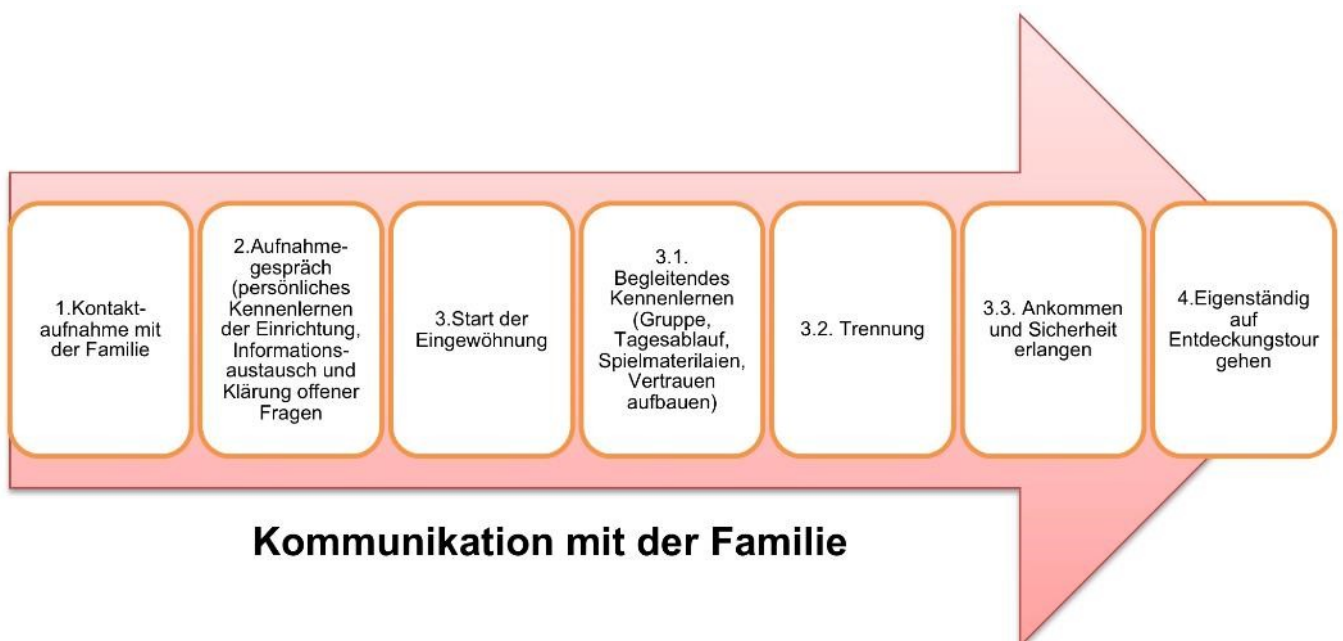 1.Kontakt-
aufnahme mit
der Familie
2.Aufnahme-
gespräch
(persönliches
Kennenlernen
der Einrichtung,
Informations-
austausch und
Klärung offener
Fragen
3.Start der
Eingewöhnung
3.1.
Begleitendes
Kennenlernen
(Gruppe,
Tagesablauf,
Spielmaterilaien,
Vertrauen
aufbauen)
3.2. Trennung
3.3. Ankommen
und Sicherheit
erlangen
4.Eigenständig
auf
Entdeckungstour
gehen
Kommunikation mit der Familie